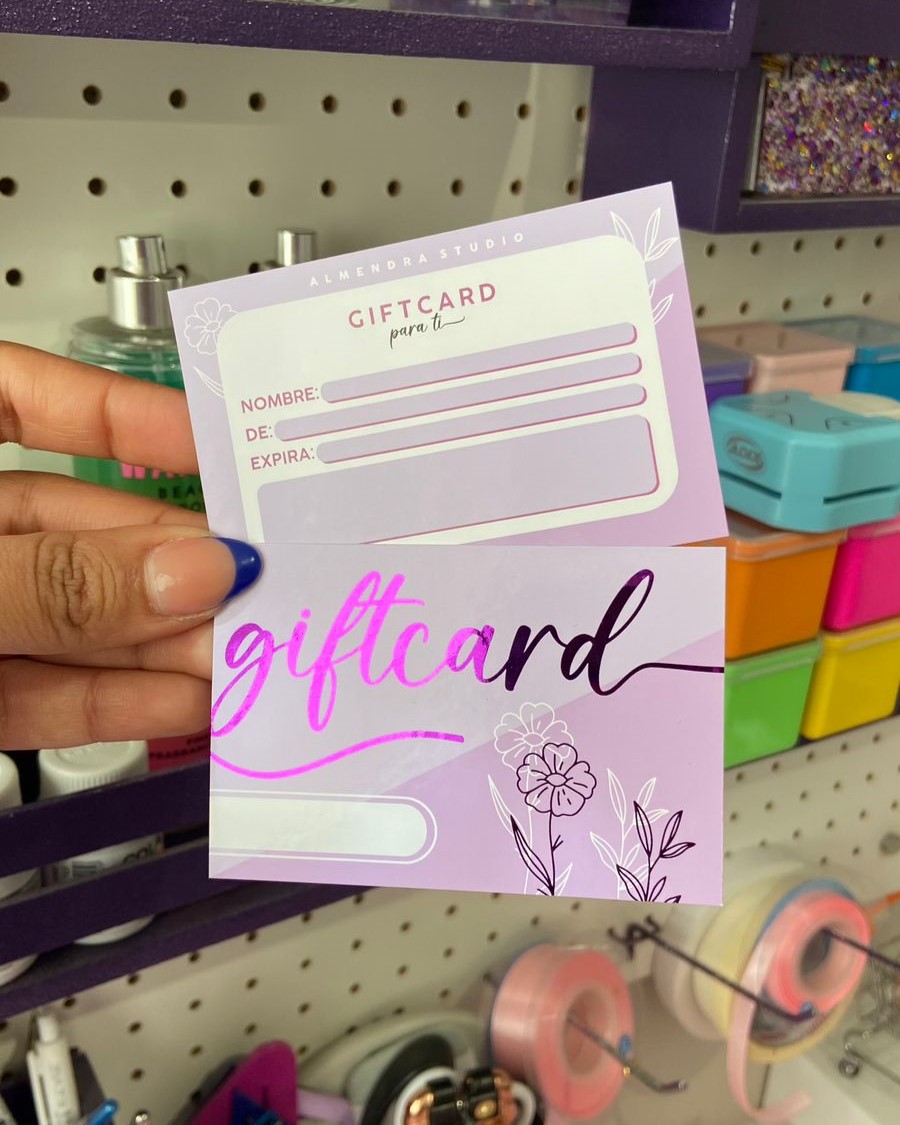 ALMENDRA STUDIO
GIFTCARD
para ti
NOMBRE:
DE:
EXPIRA:
giftcard